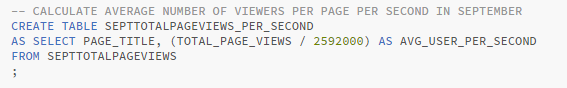 -- CALCULATE AVERAGE NUMBER OF VIEWERS PER PAGE PER SECOND IN SEPTEMBER
CREATE TABLE SEPTTOTALPAGEVIEWS_PER_SECOND
AS SELECT PAGE_TITLE, (TOTAL_PAGE_VIEWS / 2592000) AS AVG_USER_PER_SECOND
FROM SEPTTOTALPAGEVIEWS
;